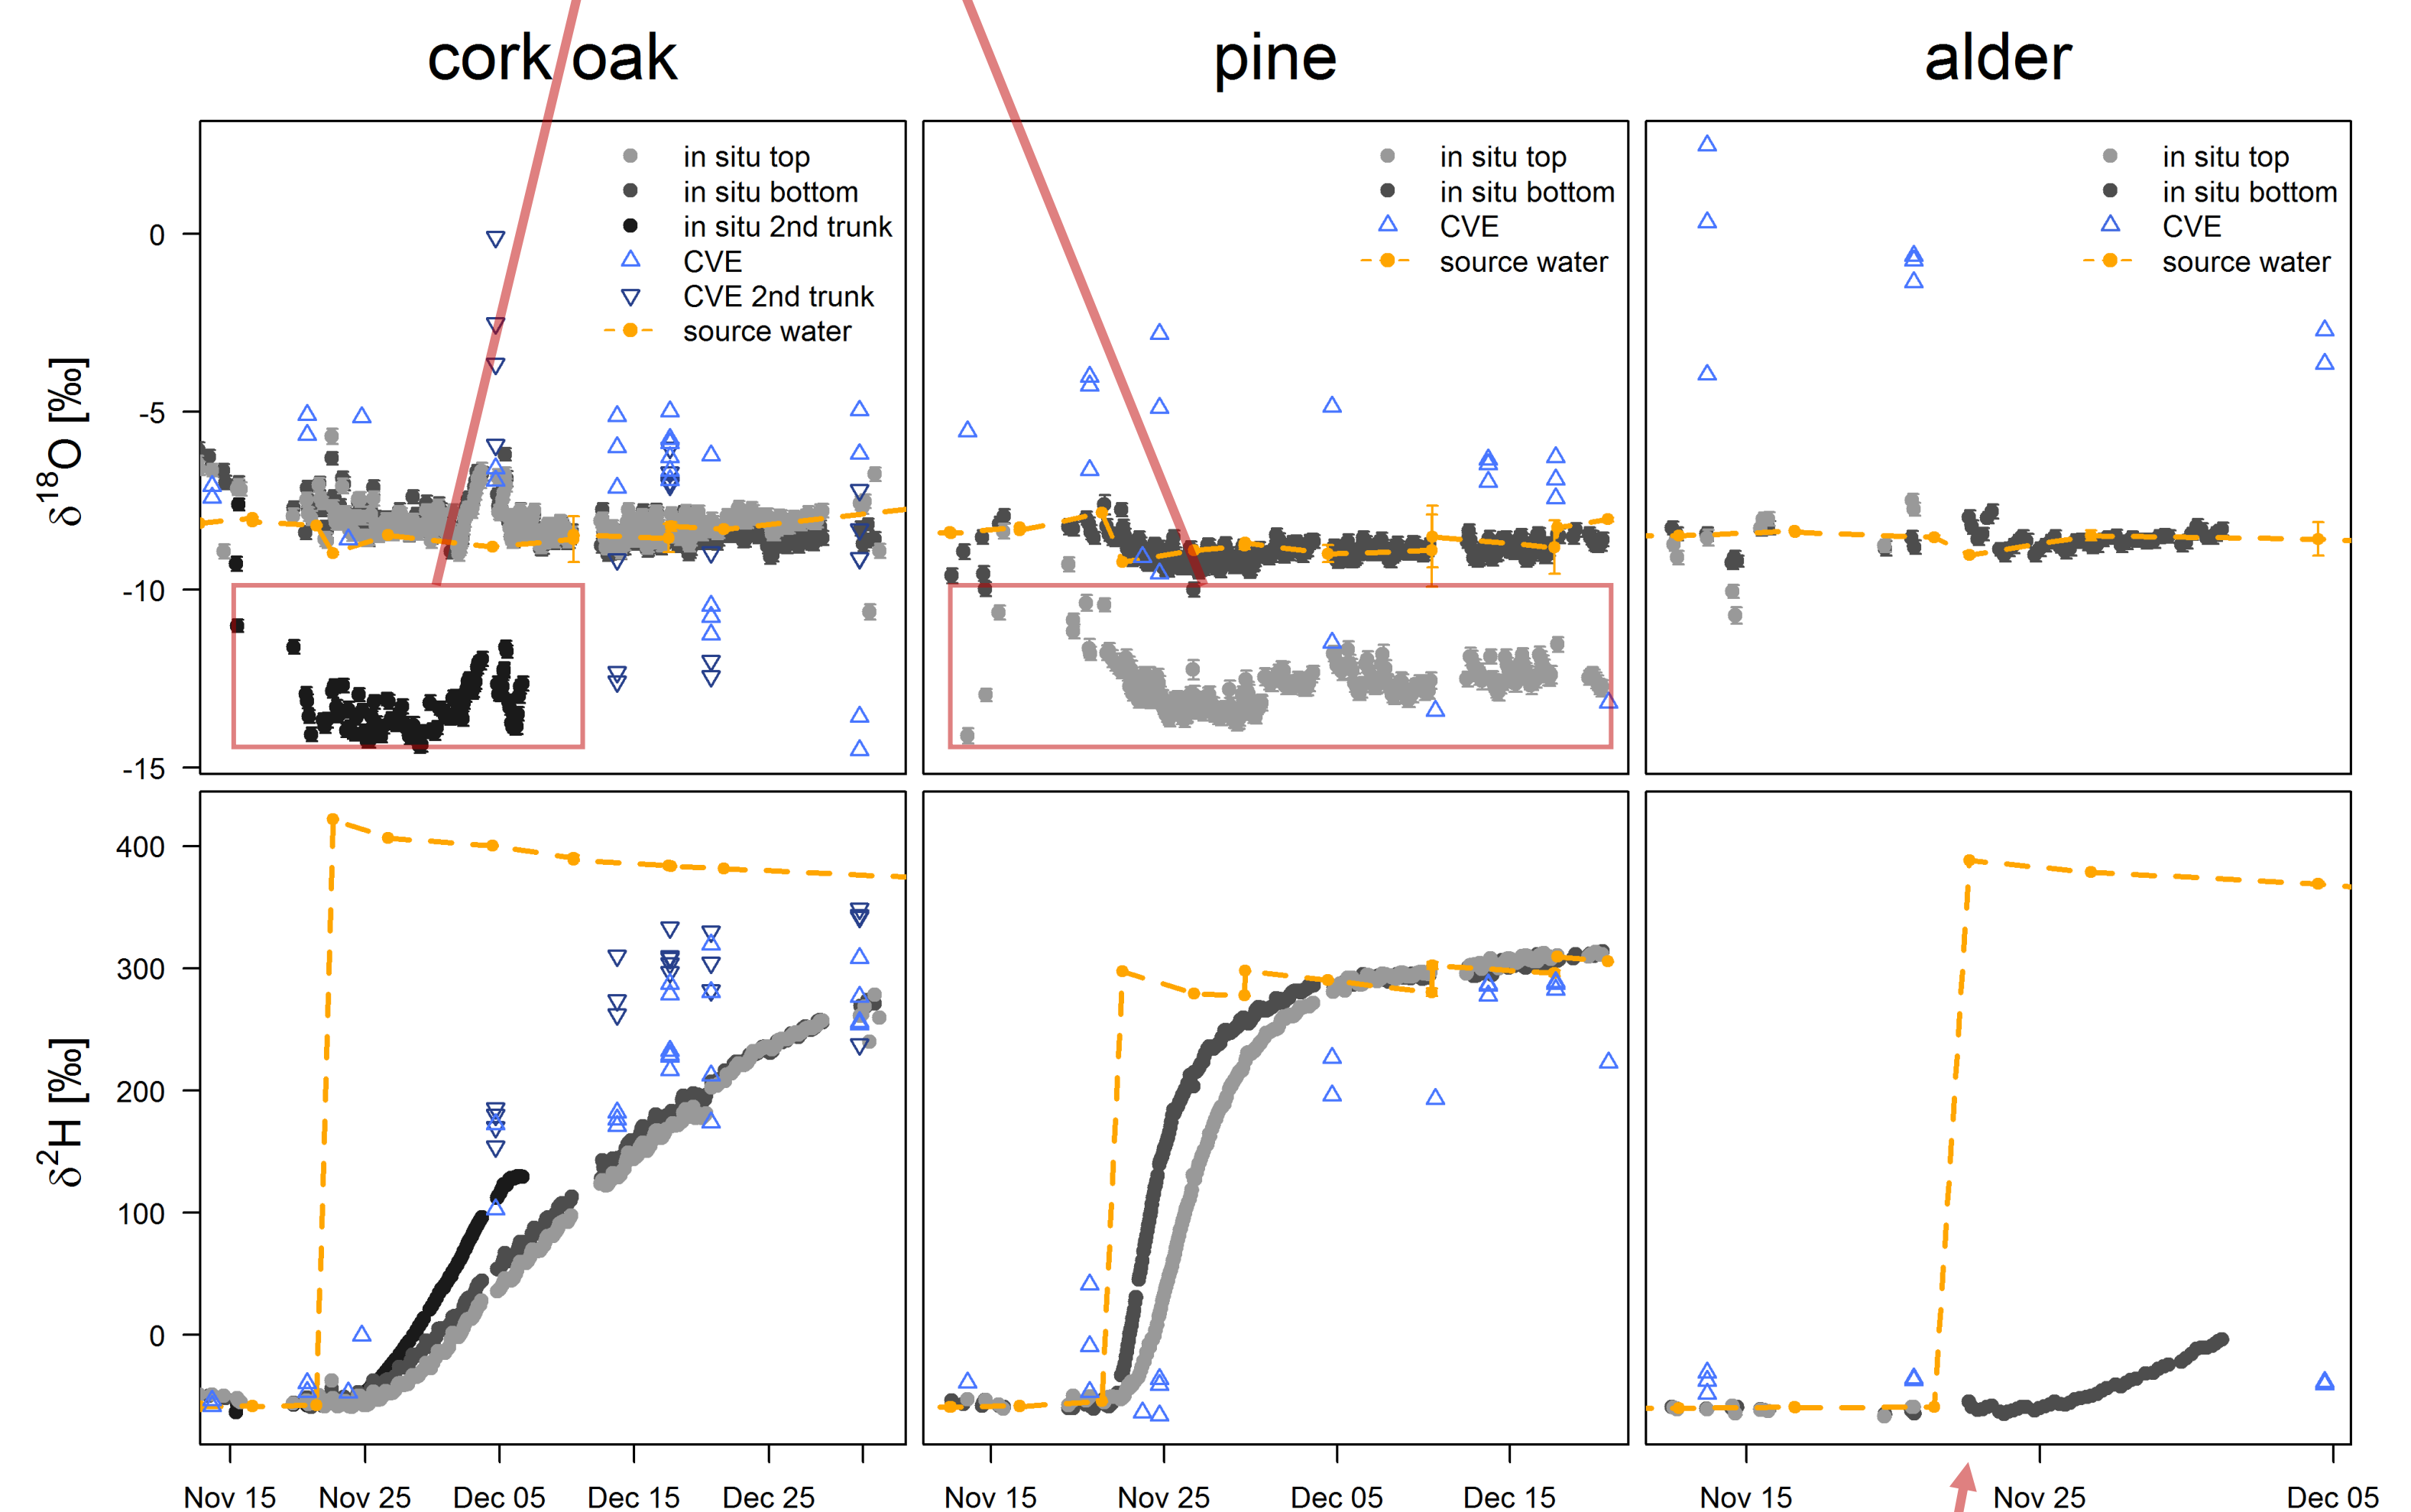 cork oak
pine
alder
in situ top
in situ bottom
in situ 2nd trunk
CVE
CVE 2nd trunk
source water
in situ top
in situ bottom
CVE
source water
in situ top
in situ bottom
CVE
source water
δ18O [‰]
0
-5
-10
-15
δ2H [‰]
400
300
200
100
0
Nov 15 Nov 25 Dec 05 Dec 15 Dec 25
Nov 15 Nov 25 Dec 05 Dec 15
Nov 15 Nov 25 Dec 05